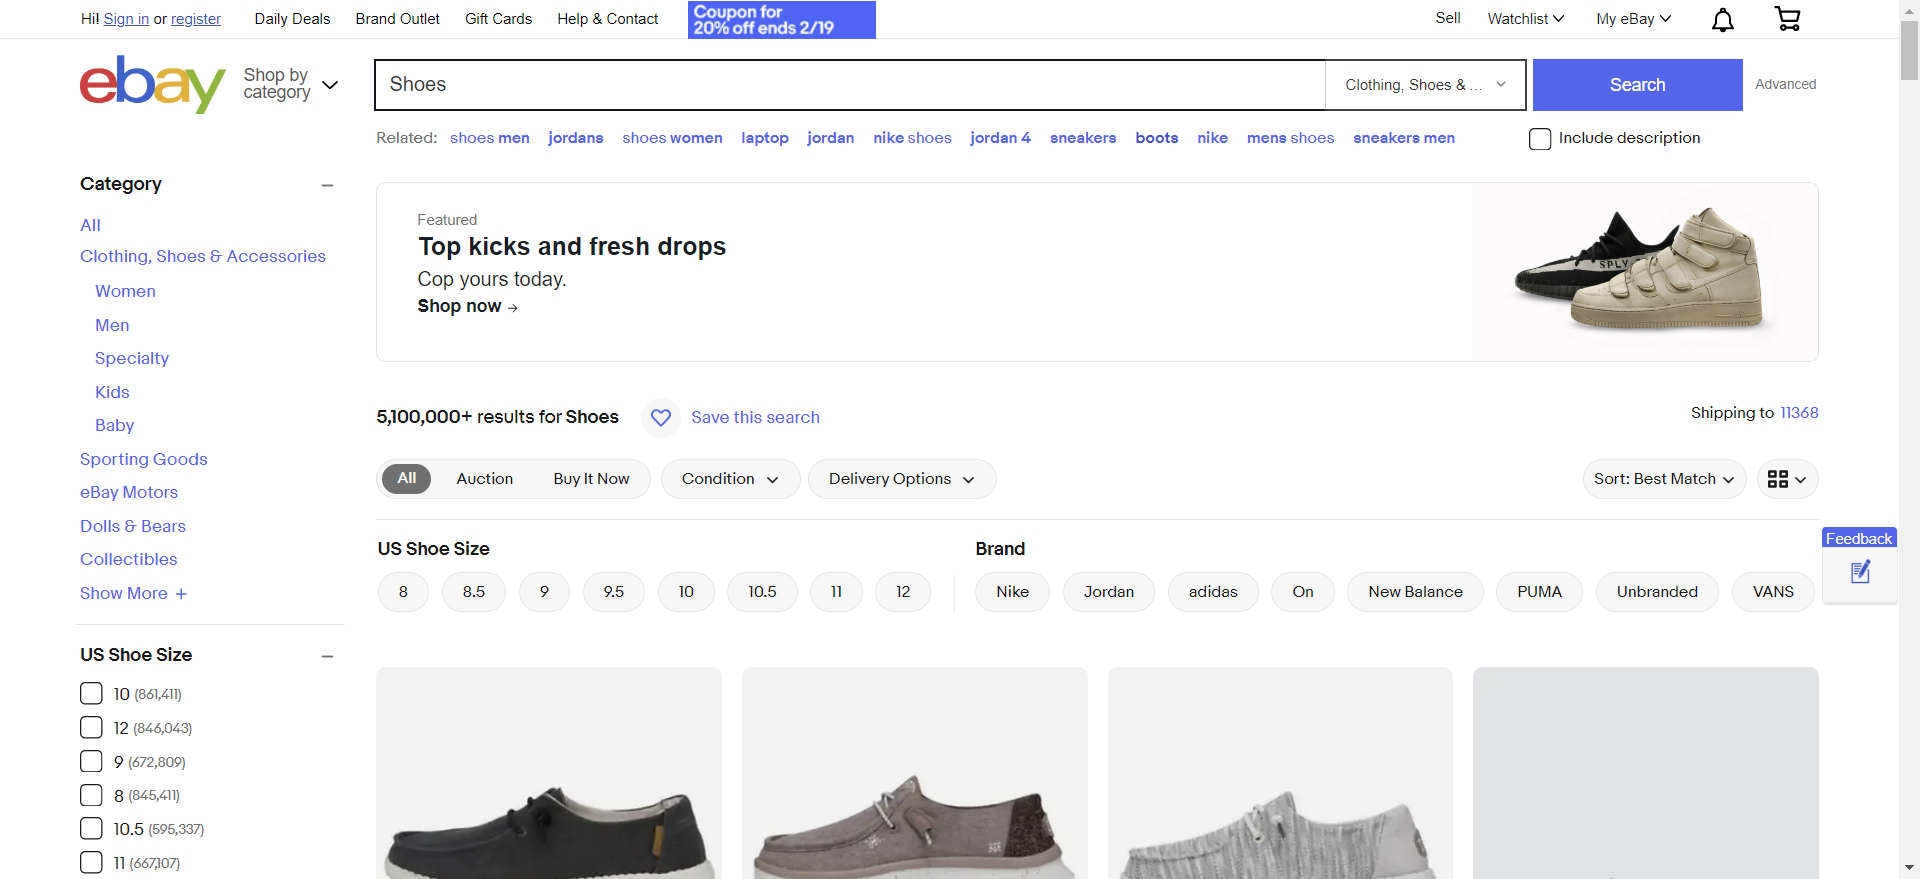 Hi! Sign in or register
Daily Deals
Brand Outlet
Gift Cards
Help & Contact
Coupon for
20% off ends 2/19
Sell
Watchlist
My eBay
ebay
Shop by
category
Shoes
Clothing, Shoes & ...
Search
Advanced
Related: shoes men jordans shoes women laptop jordan nike shoes jordan 4 sneakers boots nike mens shoes sneakers men
Include description
Category
All
Clothing, Shoes & Accessories
Women
Men
Specialty
Kids
Baby
Sporting Goods
eBay Motors
Dolls & Bears
Collectibles
Show More +
Featured
Top kicks and fresh drops
Cop yours today.
Shop now →
SPLY
5,100,000+ results for Shoes
Save this search
Shipping to 11368
All
Auction
Buy It Now
Condition
Delivery Options
Sort: Best Match
US Shoe Size
8
8.5
9
9.5
10
10.5
11
12
Brand
Nike
Jordan
adidas
On
New Balance
PUMA
Unbranded
VANS
Feedback
US Shoe Size
10 (861,411)
12 (846,043)
9 (672,809)
8 (845,411)
10.5 (595,337)
11 (667,107)